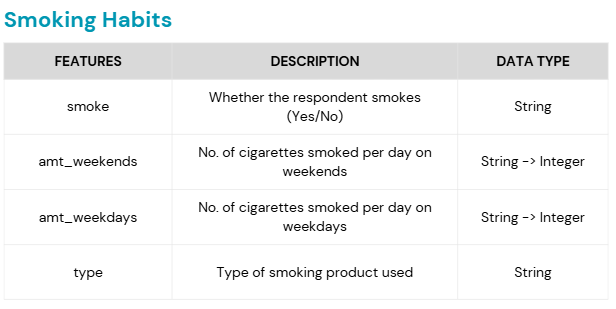 Smoking Habits
FEATURES DESCRIPTION DATA TYPE
smoke Whether the respondent smokes (Yes/No) String
amt_weekends No. of cigarettes smoked per day on weekends String -> Integer
amt_weekdays No. of cigarettes smoked per day on weekdays String -> Integer
type Type of smoking product used String